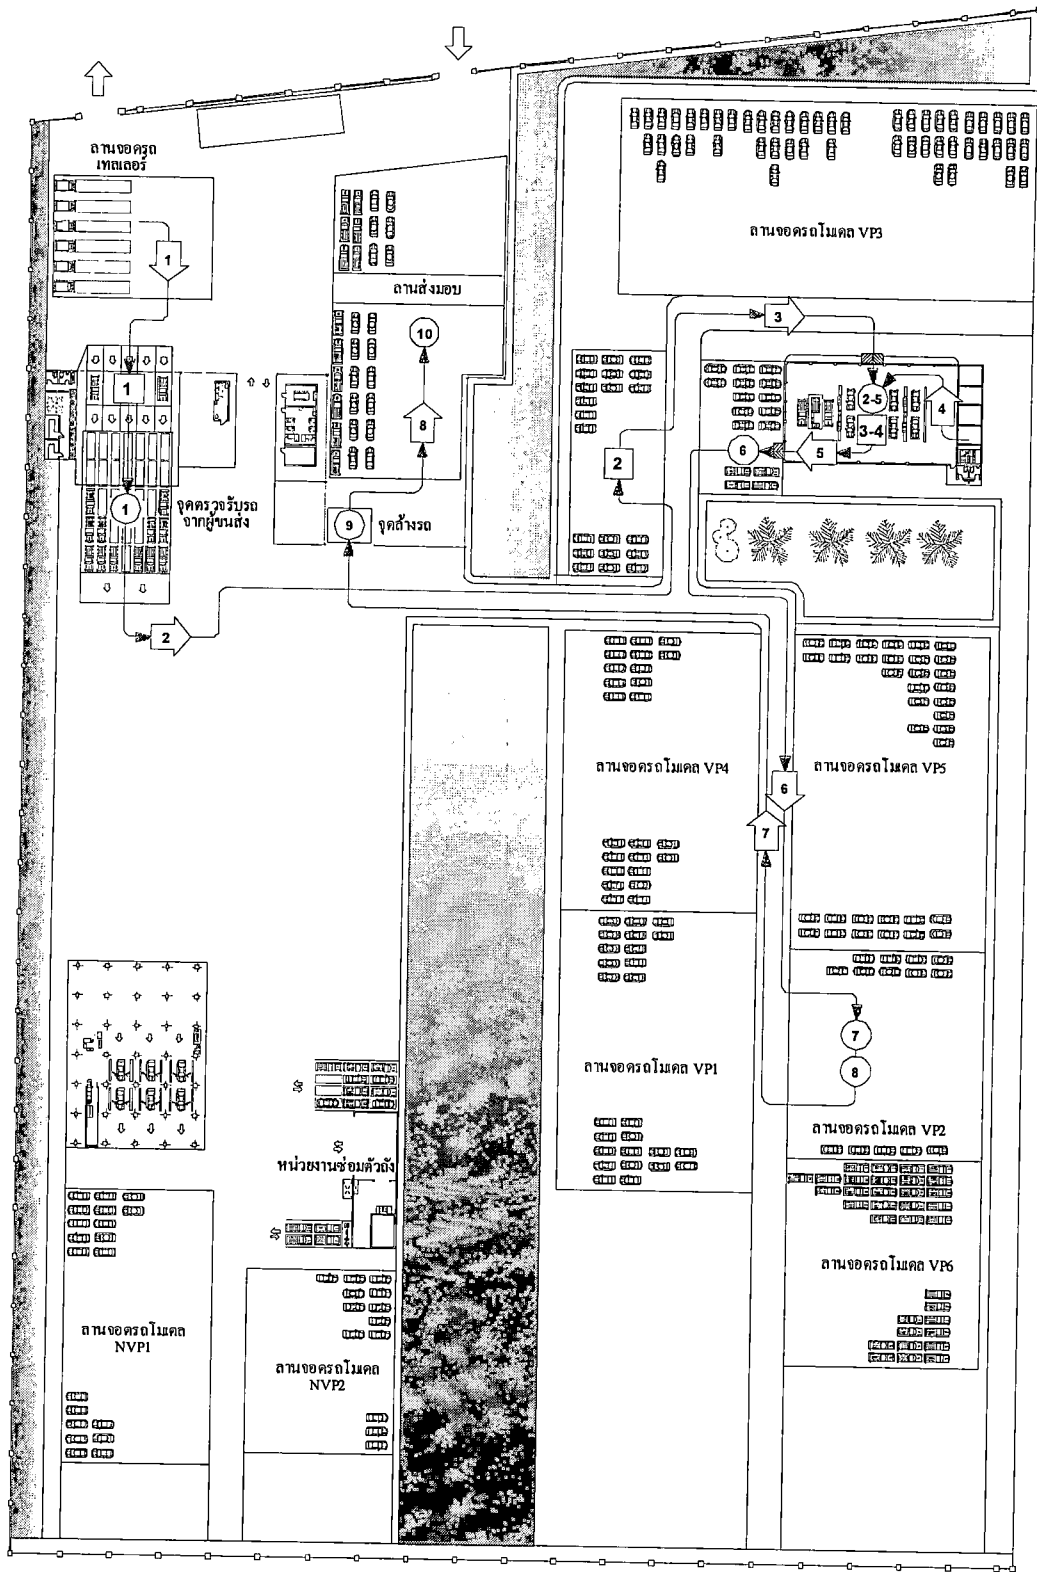 ลานจอดรถ
เทลเลอร์
1
1
1
จุดตรวจรับรถ
จากผู้ขนส่ง
2
ลานส่งมอบ
10
8
9
จุดล้างรถ
ลานจอดรถโมเดล VP3
3
2
2-5
3-4
4
5
6
ลานจอดรถโมเดล VP4
ลานจอดรถโมเดล VP5
6
7
7
8
ลานจอดรถโมเดล VP1
ลานจอดรถโมเดล VP2
หน่วยงานซ่อมตัวถัง
ลานจอดรถโมเดล VP6
ลานจอดรถโมเดล
NVP1
ลานจอดรถโมเดล
NVP2